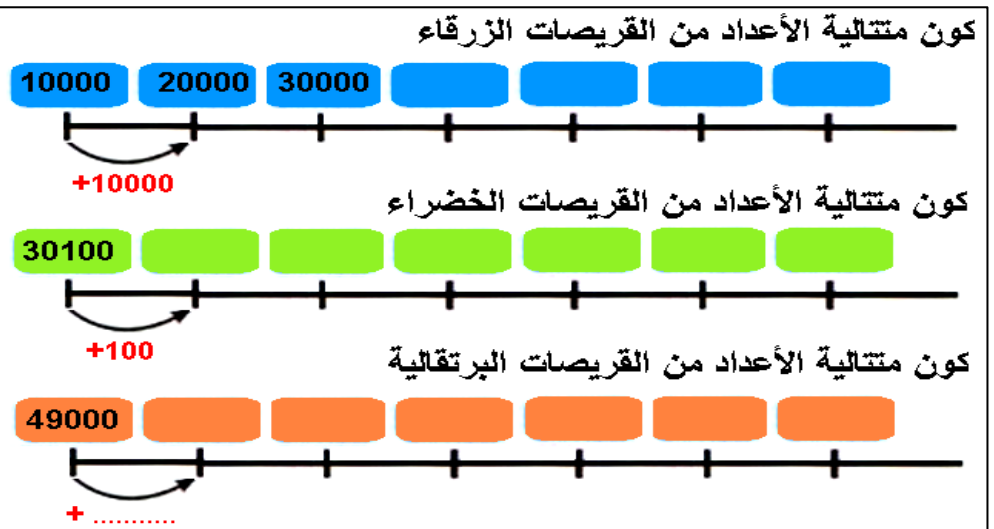 كون متتالية الأعداد من القريصات الزرقاء
10000 20000 30000
+10000
كون متتالية الأعداد من القريصات الخضراء
30100
+100
كون متتالية الأعداد من القريصات البرتقالية
49000
+ ...........